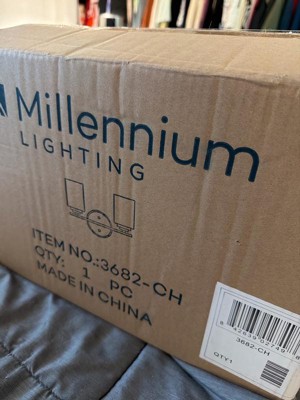 Millennium
LIGHTING
ITEM NO.:3682-CH
QTY: 1 PC
MADE IN CHINA
3682-CH
QTY1